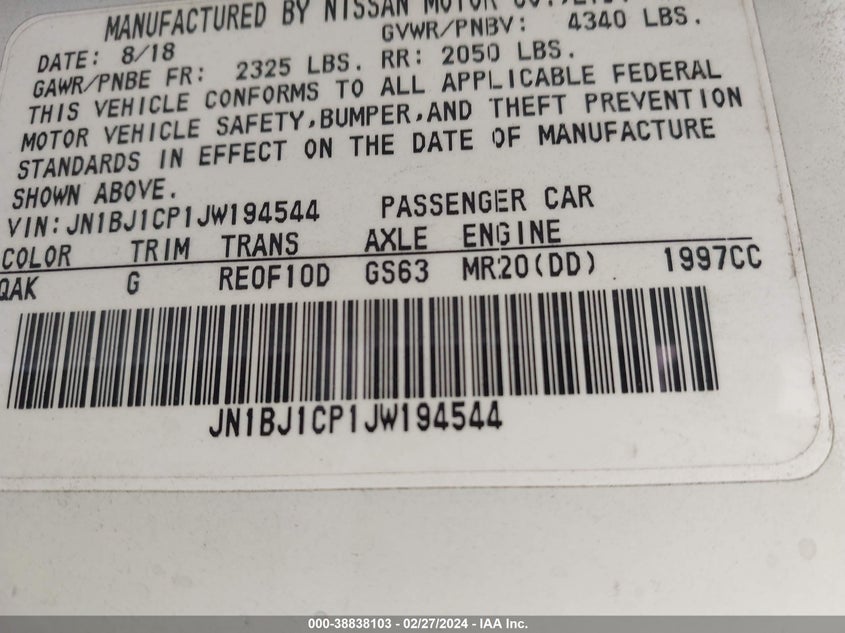 MANUFACTURED BY NISSAN MOTOR
DATE: 8/18 GVWR/PNBV: 4340 LBS.
GAWR/PNBE FR: 2325 LBS. RR: 2050 LBS.
THIS VEHICLE CONFORMS TO ALL APPLICABLE FEDERAL
MOTOR VEHICLE SAFETY,BUMPER,AND THEFT PREVENTION
STANDARDS IN EFFECT ON THE DATE OF MANUFACTURE
SHOWN ABOVE.
VIN:JN1BJ1CP1JW194544 PASSENGER CAR
COLOR TRIM TRANS AXLE ENGINE
QAK G RE0F10D GS63 MR20(DD) 1997CC
JN1BJ1CP1JW194544
000-38838103 - 02/27/2024 - IAA Inc.